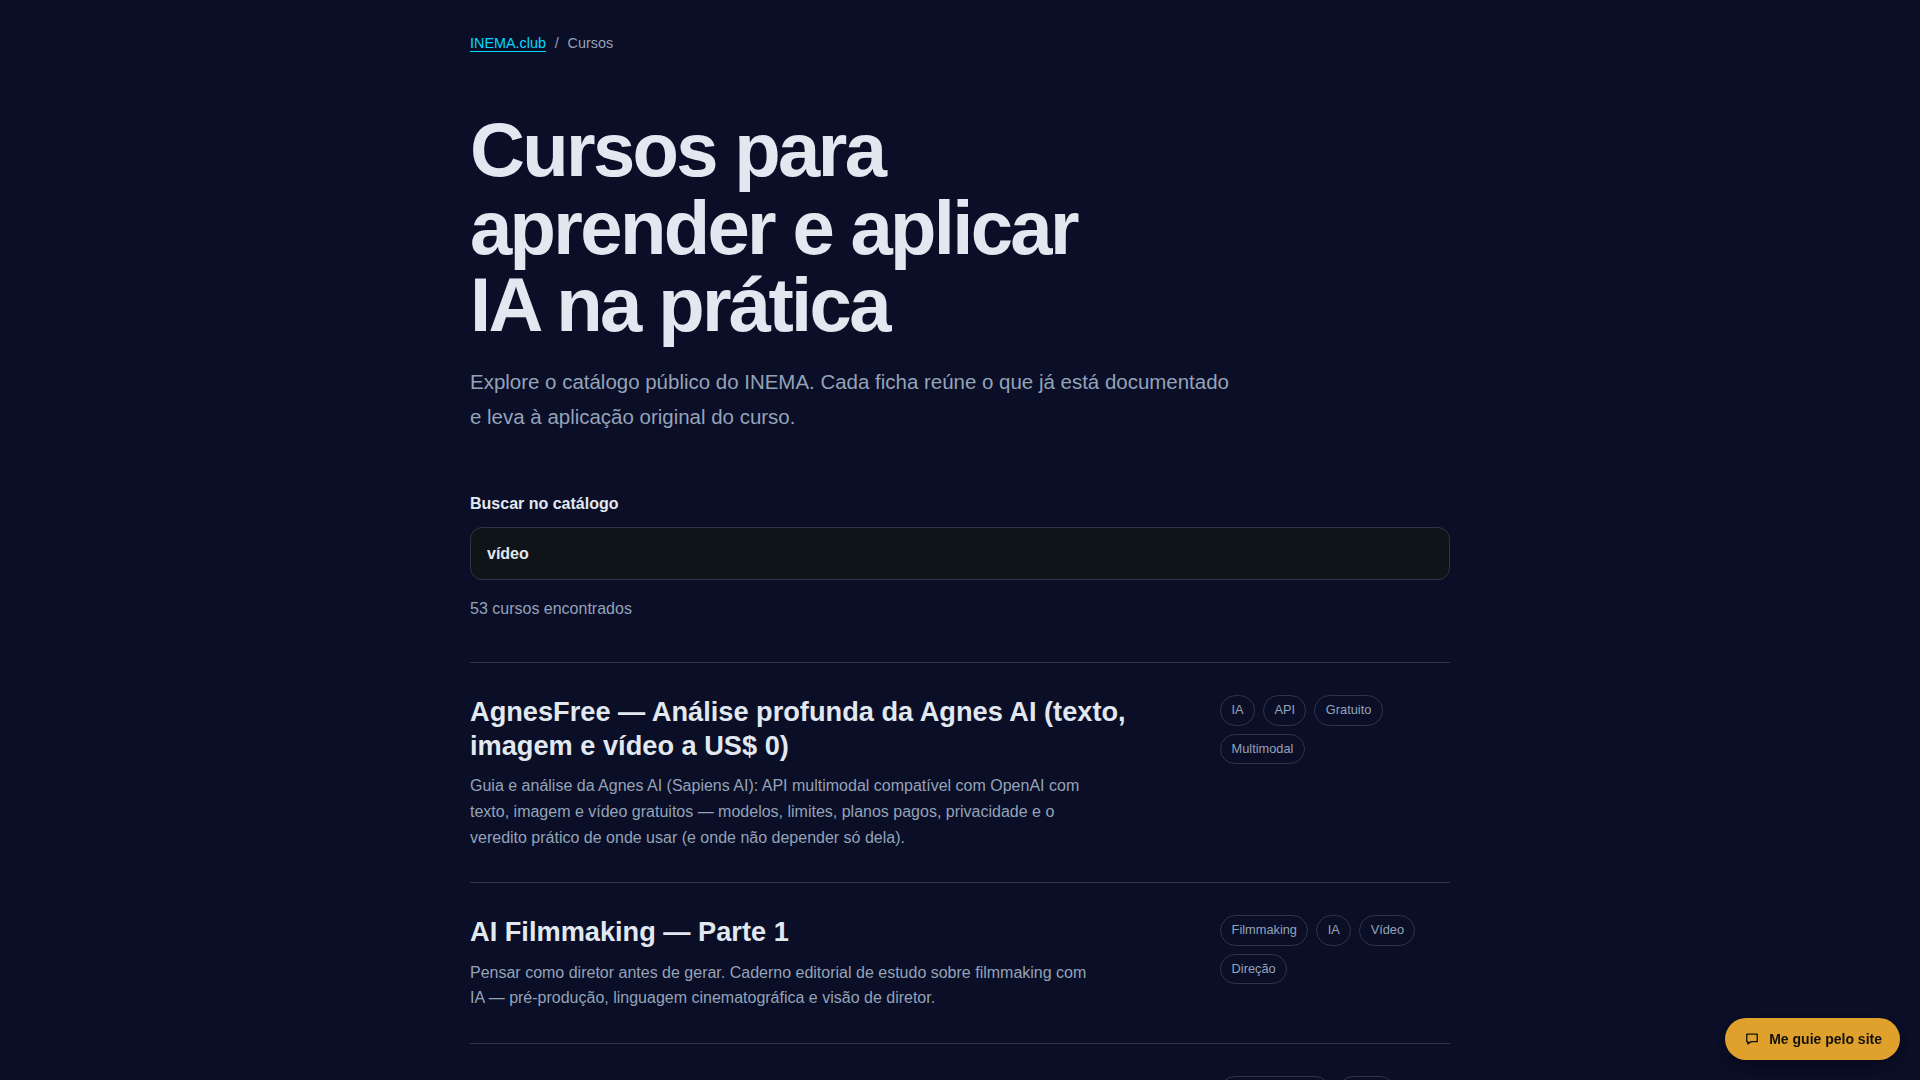 INEMA.club / Cursos
Cursos para
aprender e aplicar
IA na prática
Explore o catálogo público do INEMA. Cada ficha reúne o que já está documentado
e leva à aplicação original do curso.
Buscar no catálogo
vídeo
53 cursos encontrados
AgnesFree — Análise profunda da Agnes AI (texto,
imagem e vídeo a US$ 0)
IA API Gratuito
Multimodal
Guia e análise da Agnes AI (Sapiens AI): API multimodal compatível com OpenAI com
texto, imagem e vídeo gratuitos — modelos, limites, planos pagos, privacidade e o
veredito prático de onde usar (e onde não depender só dela).
AI Filmmaking — Parte 1
Filmmaking IA Vídeo
Direção
Pensar como diretor antes de gerar. Caderno editorial de estudo sobre filmmaking com
IA — pré-produção, linguagem cinematográfica e visão de diretor.
Me guie pelo site